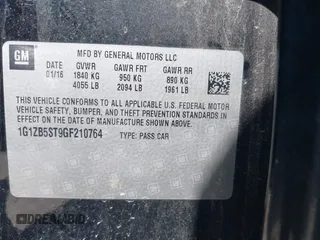 GM
MFD BY GENERAL MOTORS LLC
DATE GVWR GAWR FRT GAWR RR
01/16 1840 KG 950 KG 890 KG
4055 LB 2094 LB 1961 LB
THIS VEHICLE CONFORMS TO ALL APPLICABLE U.S. FEDERAL MOTOR
VEHICLE SAFETY, BUMPER, AND THEFT PREVENTION STANDARDS IN
EFFECT ON THE DATE OF MANUFACTURE SHOWN ABOVE.
1G1ZB5ST9GF210764 TYPE: PASS CAR
© DREAMBID